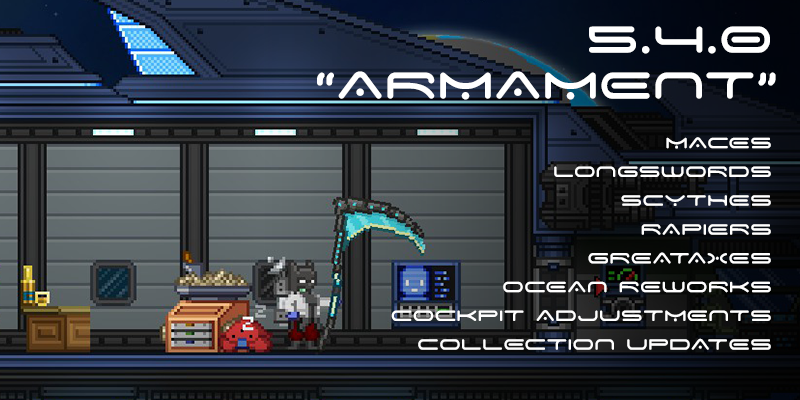 5.4.0
"ARMAMENT"
MACES
LONGSWORDS
SCYTHES
RAPIERS
GREATAXES
OCEAN REWORKS
COCKPIT ADJUSTMENTS
COLLECTION UPDATES
Z
Z